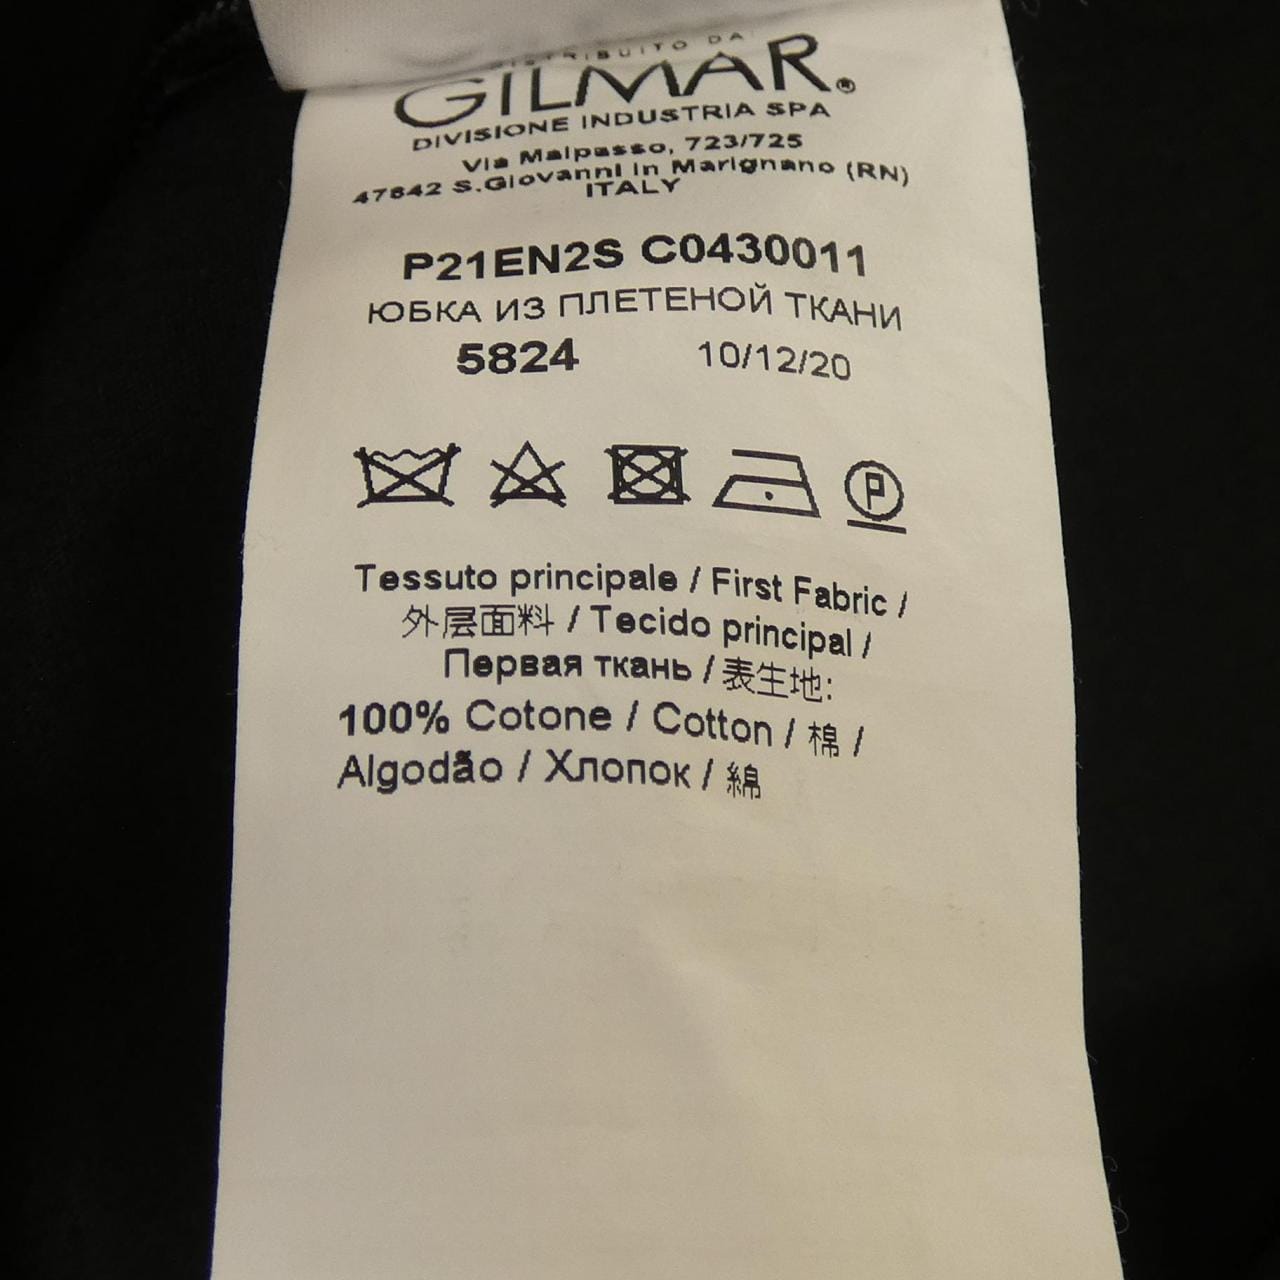 DISTRIBUITO DA:
GILMAR®
DIVISIONE INDUSTRIA SPA
Via Malpasso, 723/725
47842 S.Giovanni in Marignano (RN)
ITALY
P21EN2S C0430011
ЮБКА ИЗ ПЛЕТЕНОЙ ТКАНИ
5824 10/12/20
P
Tessuto principale / First Fabric /
外层面料 / Tecido principal /
Первая ткань / 表生地:
100% Cotone / Cotton / 棉 /
Algodão / Хлопок / 綿